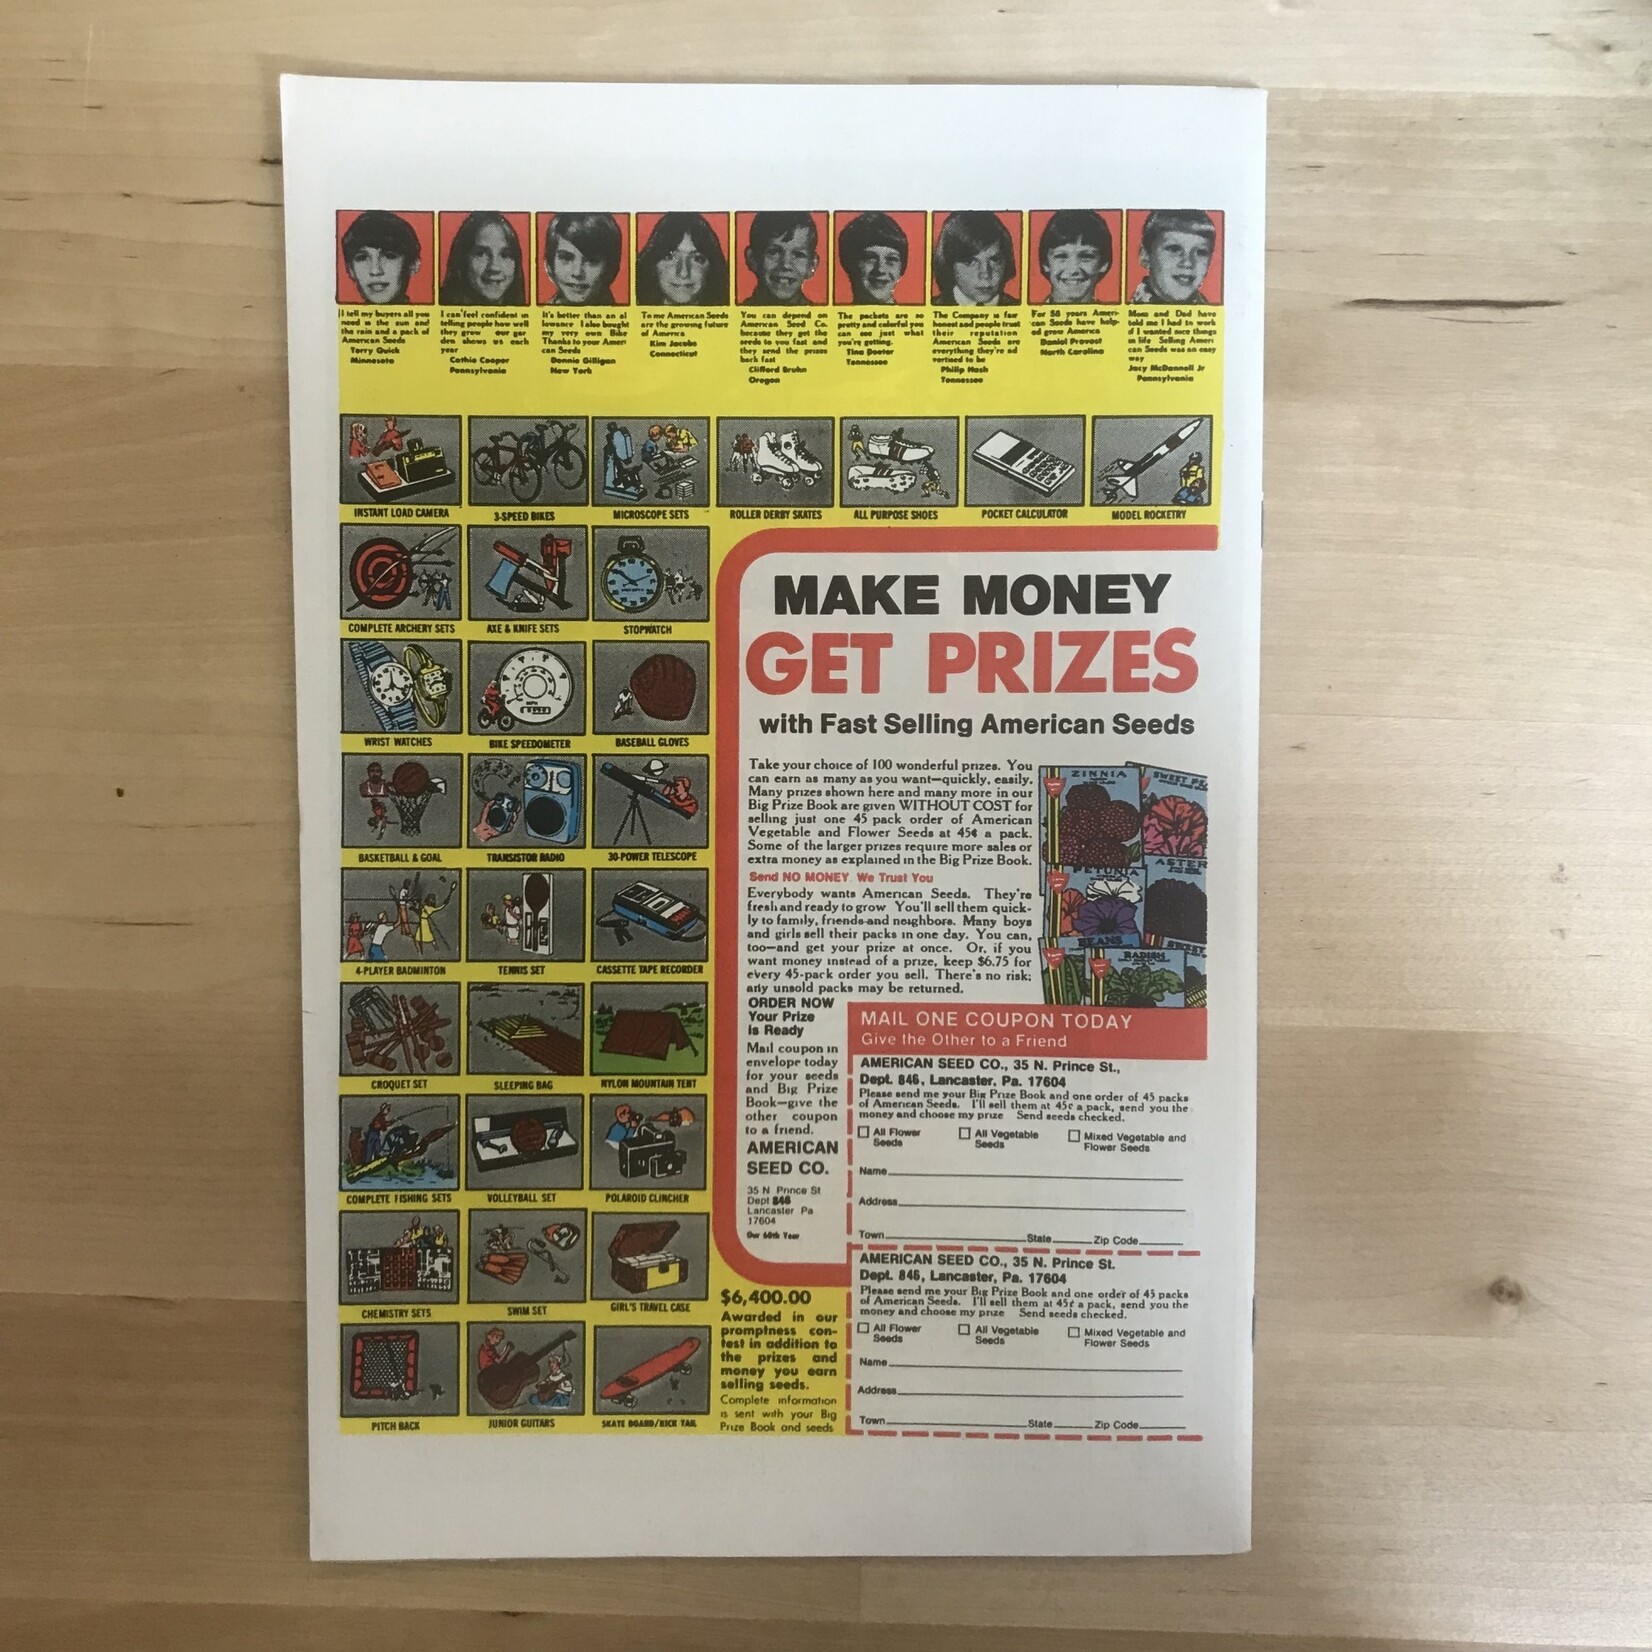 I tell my buyers all you
need is the sun and
the rain and a pack of
American Seeds
Terry Quick
Minnesota
I can feel confident in
telling people how well
they grow our gar
den shows us each
year
Cathie Cooper
Pennsylvania
It's better than an al
lowance I also bought
my very own Bike
Thanks to your Ameri
can Seeds
Donnie Gilligan
New York
To me American Seeds
are the growing future
of America
Kim Jacobs
Connecticut
You can depend on
American Seed Co.
because they get the
seeds to you fast and
they send the prizes
back fast
Clifford Bruhn
Oregon
The packets are so
pretty and colorful you
can see just what
you're getting.
Tina Deeter
Tennessee
The Company is fair
honest and people trust
their reputation
American Seeds are
everything they're ad
vertised to be
Philip Nash
Tennessee
For 58 years Ameri-
can Seeds have help-
ed grow America
Daniel Provost
North Carolina
Mom and Dad have
told me I had to work
if I wanted nice things
in life Selling Ameri
can Seeds was an easy
way
Jacy McDannell Jr
Pennsylvania
INSTANT LOAD CAMERA
3-SPEED BIKES
MICROSCOPE SETS
ROLLER DERBY SKATES
ALL PURPOSE SHOES
POCKET CALCULATOR
MODEL ROCKETRY
COMPLETE ARCHERY SETS
AXE & KNIFE SETS
STOPWATCH
WRIST WATCHES
BIKE SPEEDOMETER
BASEBALL GLOVES
BASKETBALL & GOAL
TRANSISTOR RADIO
30-POWER TELESCOPE
4-PLAYER BADMINTON
TENNIS SET
CASSETTE TAPE RECORDER
CROQUET SET
SLEEPING BAG
NYLON MOUNTAIN TENT
COMPLETE FISHING SETS
VOLLEYBALL SET
POLAROID CLINCHER
CHEMISTRY SETS
SWIM SET
GIRL'S TRAVEL CASE
PITCH BACK
JUNIOR GUITARS
SKATE BOARD/KICK TAIL
MAKE MONEY
GET PRIZES
with Fast Selling American Seeds
Take your choice of 100 wonderful prizes. You
can earn as many as you want—quickly, easily.
Many prizes shown here and many more in our
Big Prize Book are given WITHOUT COST for
selling just one 45 pack order of American
Vegetable and Flower Seeds at 45¢ a pack.
Some of the larger prizes require more sales or
extra money as explained in the Big Prize Book.
Send NO MONEY. We Trust You
Everybody wants American Seeds. They're
fresh and ready to grow You'll sell them quick-
ly to family, friends and neighbors. Many boys
and girls sell their packs in one day. You can,
too—and get your prize at once. Or, if you
want money instead of a prize, keep $6.75 for
every 45-pack order you sell. There's no risk;
any unsold packs may be returned.
ZINNIA
SWEET PE
ASTER
PETUNIA
BEANS
SWEET
RADISH
ORDER NOW
Your Prize
Is Ready
Mail coupon in
envelope today
for your seeds
and Big Prize
Book—give the
other coupon
to a friend.
AMERICAN
SEED CO.
35 N Prince St
Dept 846
Lancaster Pa
17604
Our 60th Year
$6,400.00
Awarded in our
promptness con-
test in addition to
the prizes and
money you earn
selling seeds.
Complete information
is sent with your Big
Prize Book and seeds
MAIL ONE COUPON TODAY
Give the Other to a Friend
AMERICAN SEED CO., 35 N. Prince St.,
Dept. 846, Lancaster, Pa. 17604
Please send me your Big Prize Book and one order of 45 packs
of American Seeds. I'll sell them at 45¢ a pack, send you the
money and choose my prize Send seeds checked.
All Flower Seeds All Vegetable Seeds Mixed Vegetable and Flower Seeds
Name
Address
Town State Zip Code
AMERICAN SEED CO., 35 N. Prince St.
Dept. 846, Lancaster, Pa. 17604
Please send me your Big Prize Book and one order of 45 packs
of American Seeds. I'll sell them at 45¢ a pack, send you the
money and choose my prize Send seeds checked.
All Flower Seeds All Vegetable Seeds Mixed Vegetable and Flower Seeds
Name
Address
Town State Zip Code